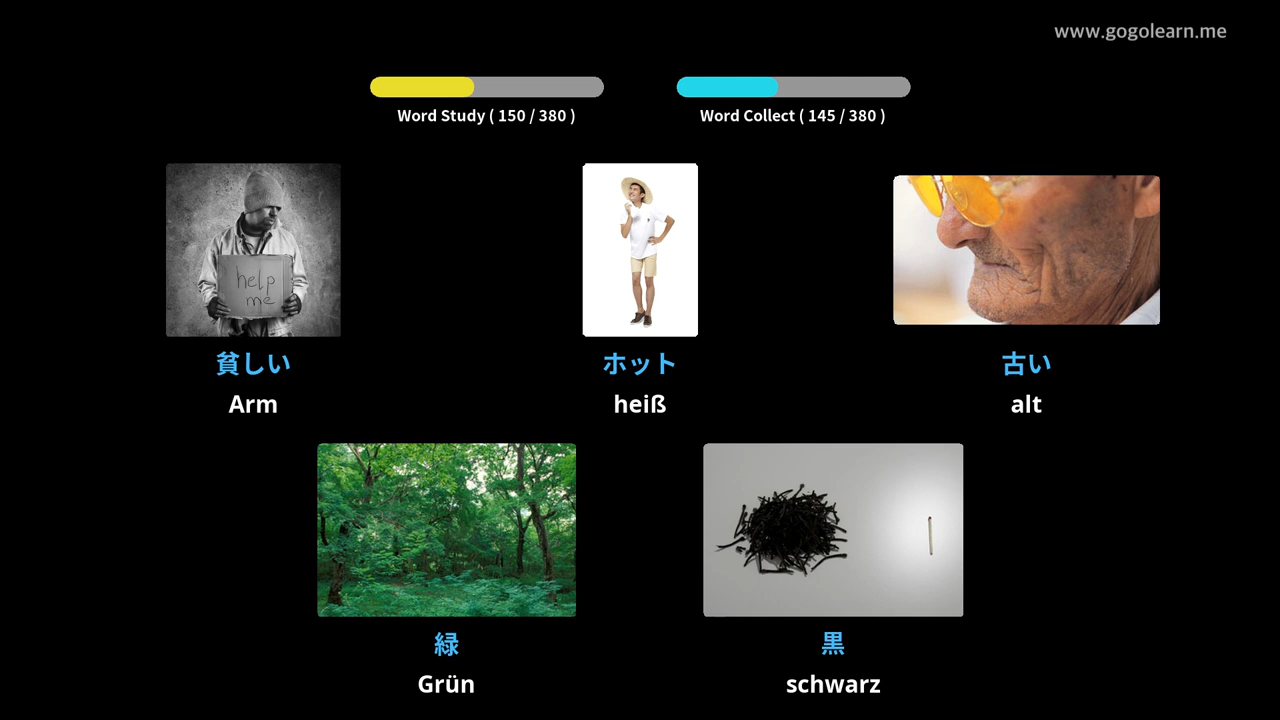 www.gogolearn.me
Word Study ( 150 / 380 )
Word Collect ( 145 / 380 )
help
me
貧しい
ホット
古い
Arm
heiß
alt
緑
黒
Grün
schwarz